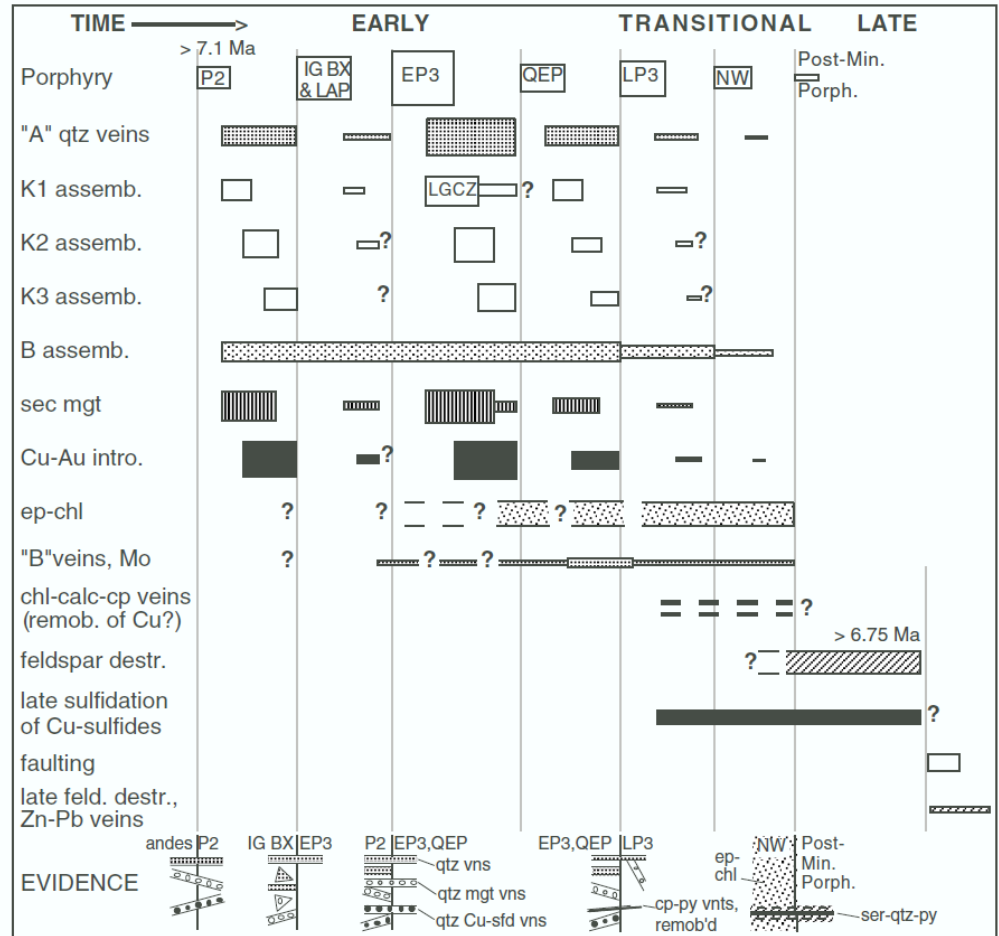 TIME EARLY TRANSITIONAL LATE
> 7.1 Ma
Porphyry P2 IG BX & LAP EP3 QEP LP3 NW Post-Min. Porph.
"A" qtz veins
K1 assemb. LGCZ ?
K2 assemb. ? ?
K3 assemb. ? ?
B assemb.
sec mgt
Cu-Au intro. ?
ep-chl ? ? ? ?
"B"veins, Mo ? ? ?
chl-calc-cp veins
(remob. of Cu?) ?
> 6.75 Ma
feldspar destr. ?
late sulfidation
of Cu-sulfides ?
faulting
late feld. destr.,
Zn-Pb veins
andes P2 IG BX EP3 P2 EP3,QEP EP3,QEP LP3 NW Post-
Min.
Porph.
EVIDENCE
qtz vns
qtz mgt vns
qtz Cu-sfd vns
cp-py vnts,
remob'd
ep-
chl
ser-qtz-py